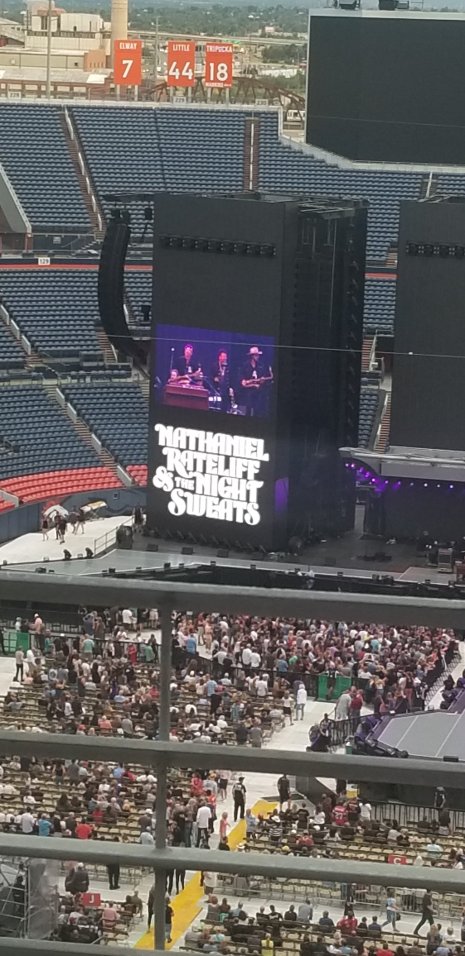 ELWAY
7
LITTLE
44
TRIPUCKA
18
NATHANIEL
RATELIFF
& THE NIGHT
SWEATS
J